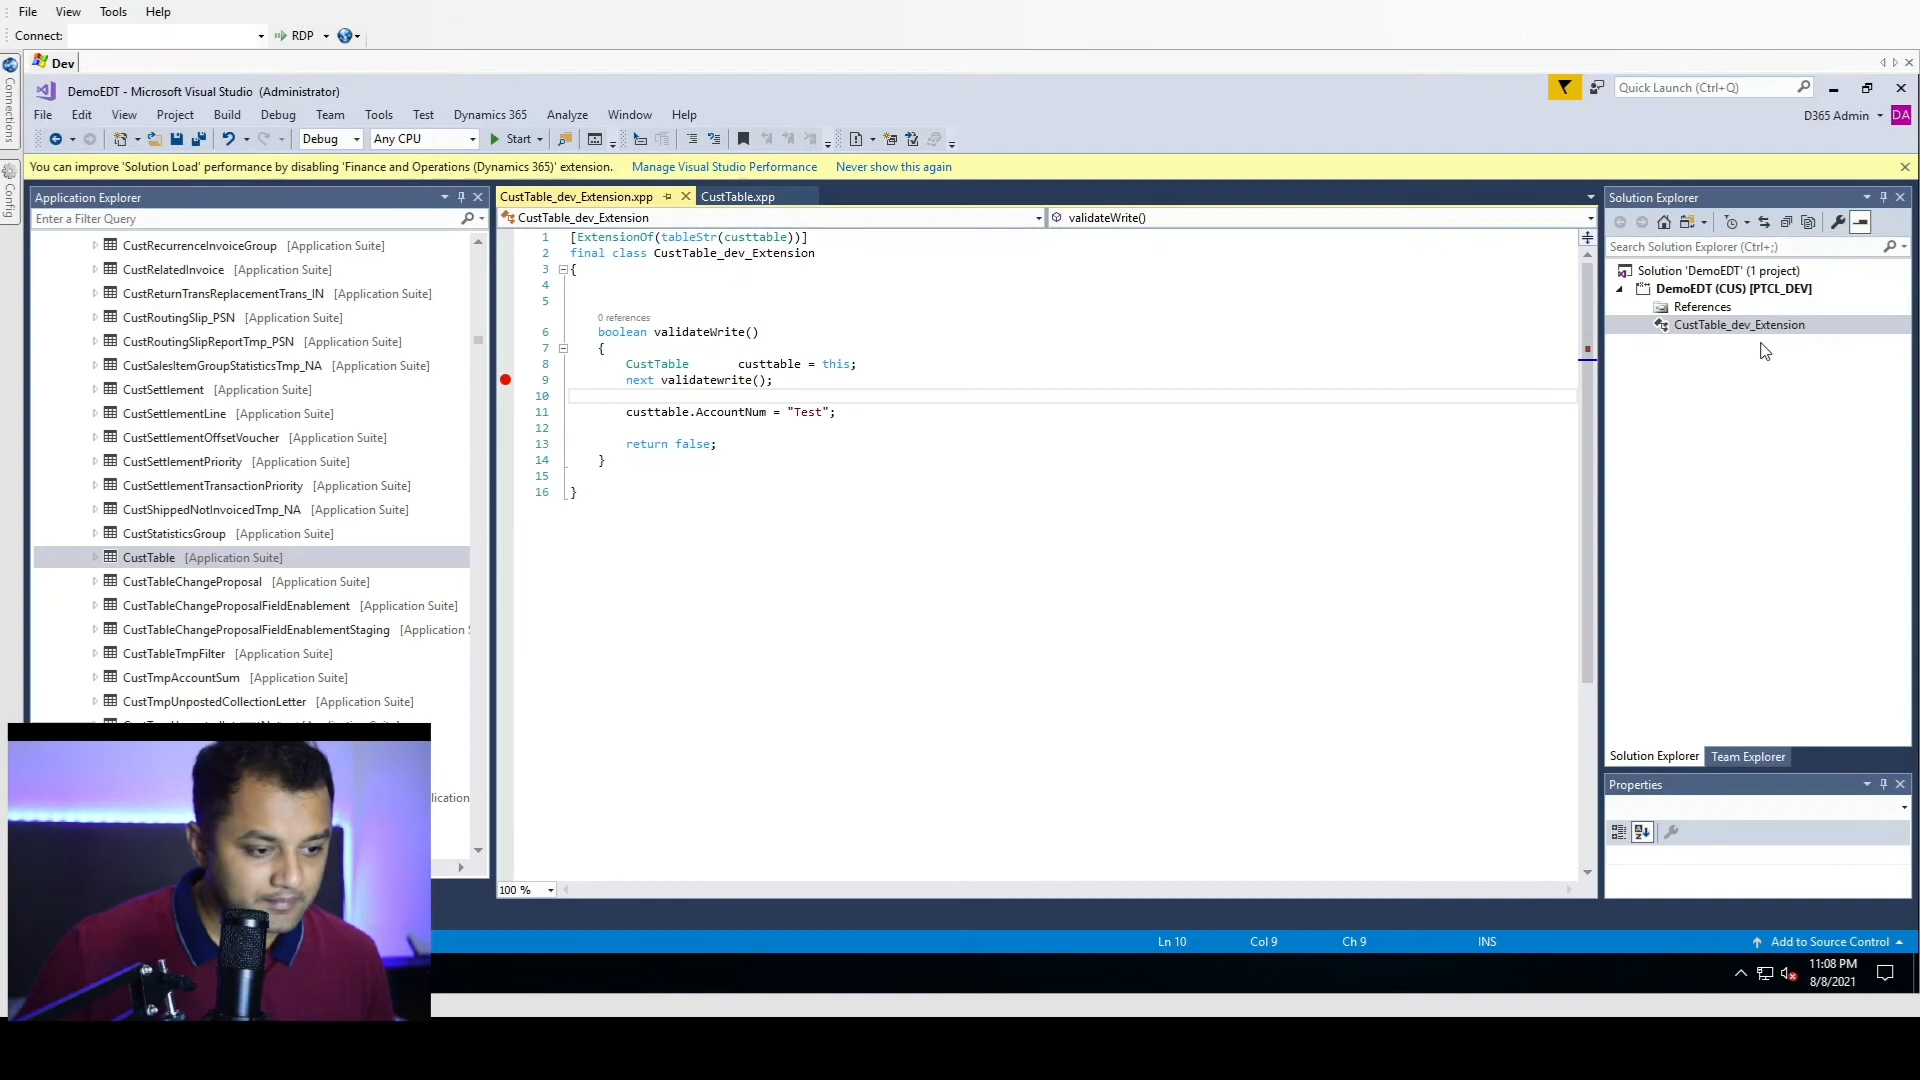 File View Tools Help
Connect: RDP
Dev
Connections
Config
DemoEDT - Microsoft Visual Studio (Administrator)
Quick Launch (Ctrl+Q)
File Edit View Project Build Debug Team Tools Test Dynamics 365 Analyze Window Help
D365 Admin DA
Debug Any CPU Start
You can improve 'Solution Load' performance by disabling 'Finance and Operations (Dynamics 365)' extension. Manage Visual Studio Performance Never show this again
Application Explorer
Enter a Filter Query
CustRecurrenceInvoiceGroup [Application Suite]
CustRelatedInvoice [Application Suite]
CustReturnTransReplacementTrans_IN [Application Suite]
CustRoutingSlip_PSN [Application Suite]
CustRoutingSlipReportTmp_PSN [Application Suite]
CustSalesItemGroupStatisticsTmp_NA [Application Suite]
CustSettlement [Application Suite]
CustSettlementLine [Application Suite]
CustSettlementOffsetVoucher [Application Suite]
CustSettlementPriority [Application Suite]
CustSettlementTransactionPriority [Application Suite]
CustShippedNotInvoicedTmp_NA [Application Suite]
CustStatisticsGroup [Application Suite]
CustTable [Application Suite]
CustTableChangeProposal [Application Suite]
CustTableChangeProposalFieldEnablement [Application Suite]
CustTableChangeProposalFieldEnablementStaging [Application
CustTableTmpFilter [Application Suite]
CustTmpAccountSum [Application Suite]
CustTmpUnpostedCollectionLetter [Application Suite]
lication
CustTable_dev_Extension.xpp CustTable.xpp
CustTable_dev_Extension validateWrite()
1 [ExtensionOf(tableStr(custtable))]
2 final class CustTable_dev_Extension
3 {
4
5
0 references
6 boolean validateWrite()
7 {
8 CustTable custtable = this;
9 next validatewrite();
10
11 custtable.AccountNum = "Test";
12
13 return false;
14 }
15
16 }
100 %
Solution Explorer
Search Solution Explorer (Ctrl+;)
Solution 'DemoEDT' (1 project)
DemoEDT (CUS) [PTCL_DEV]
References
CustTable_dev_Extension
Solution Explorer Team Explorer
Properties
Ln 10 Col 9 Ch 9 INS Add to Source Control
11:08 PM
8/8/2021